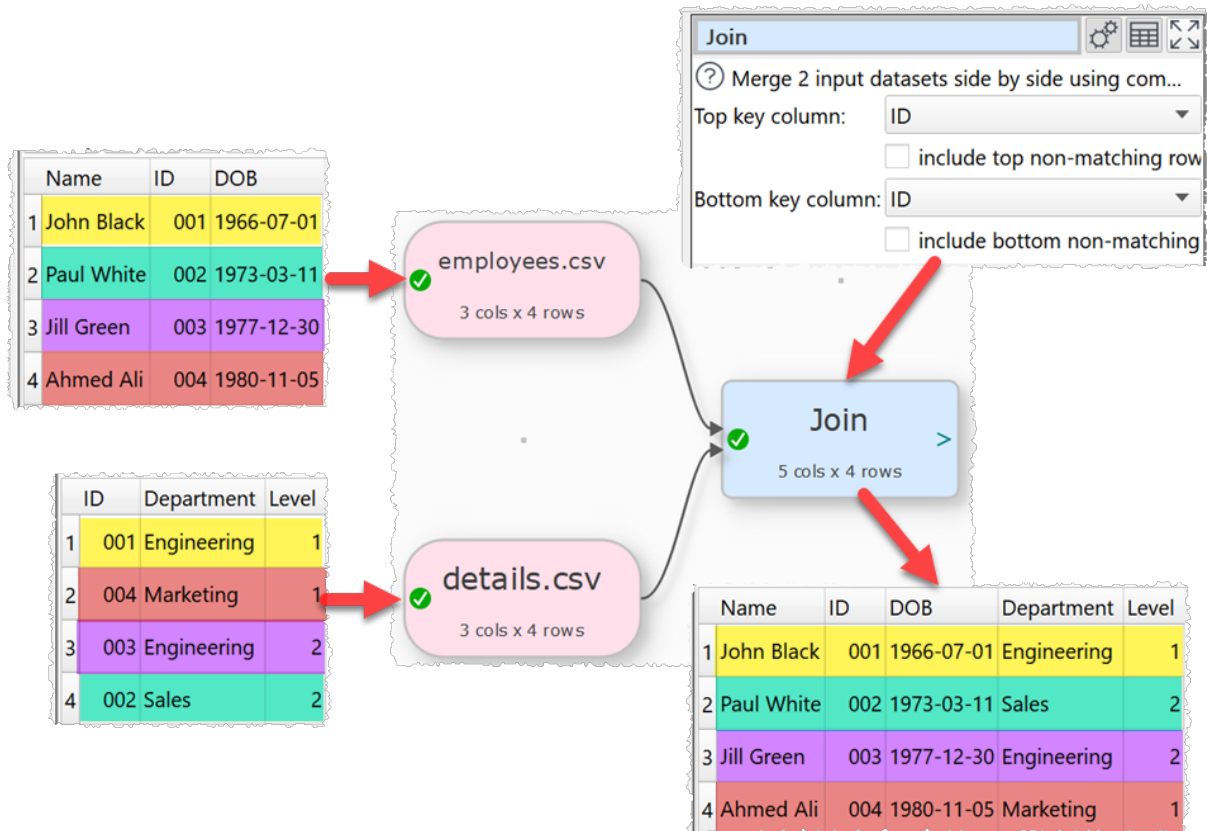 Join
? Merge 2 input datasets side by side using com...
Top key column: ID
include top non-matching row
Bottom key column: ID
include bottom non-matching
Name ID DOB
1 John Black 001 1966-07-01
2 Paul White 002 1973-03-11
3 Jill Green 003 1977-12-30
4 Ahmed Ali 004 1980-11-05
employees.csv
3 cols x 4 rows
Join
>
5 cols x 4 rows
ID Department Level
1 001 Engineering 1
2 004 Marketing 1
3 003 Engineering 2
4 002 Sales 2
details.csv
3 cols x 4 rows
Name ID DOB Department Level
1 John Black 001 1966-07-01 Engineering 1
2 Paul White 002 1973-03-11 Sales 2
3 Jill Green 003 1977-12-30 Engineering 2
4 Ahmed Ali 004 1980-11-05 Marketing 1